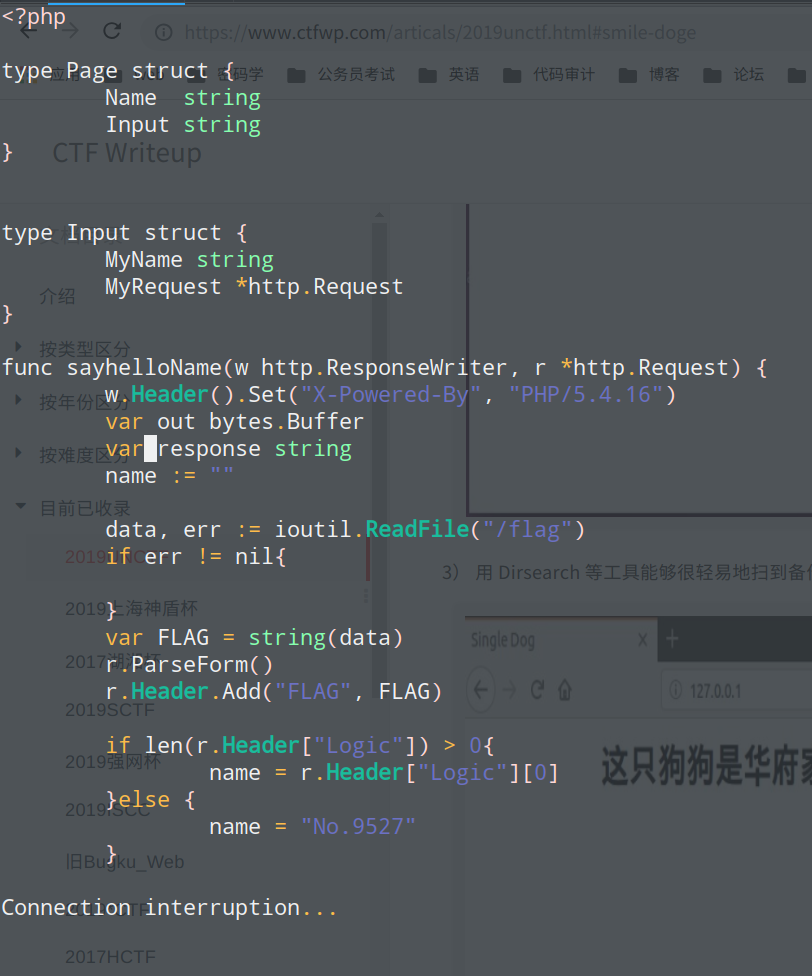 <?php
https://www.ctfwp.com/articals/2019unctf.html#smile-doge
type Page struct {
密码学 公务员考试 英语 代码审计 博客 论坛
Name string
Input string
}
CTF Writeup
type Input struct {
MyName string
介绍
MyRequest *http.Request
}
按类型区分
func sayhelloName(w http.ResponseWriter, r *http.Request) {
w.Header().Set("X-Powered-By", "PHP/5.4.16")
按年份区分
var out bytes.Buffer
var response string
按难度区分
name := ""
目前已收录
data, err := ioutil.ReadFile("/flag")
if err != nil{
3） 用 Dirsearch 等工具能够很轻易地扫到备
}
2019上海神盾杯
var FLAG = string(data)
Single Dog
r.ParseForm()
r.Header.Add("FLAG", FLAG)
127.0.0.1
2019SCTF
if len(r.Header["Logic"]) > 0{
2019强网杯
name = r.Header["Logic"][0]
这只狗狗是华府家
}else {
2019ISCC
name = "No.9527"
}
旧Bugku_Web
Connection interruption...
2017HCTF